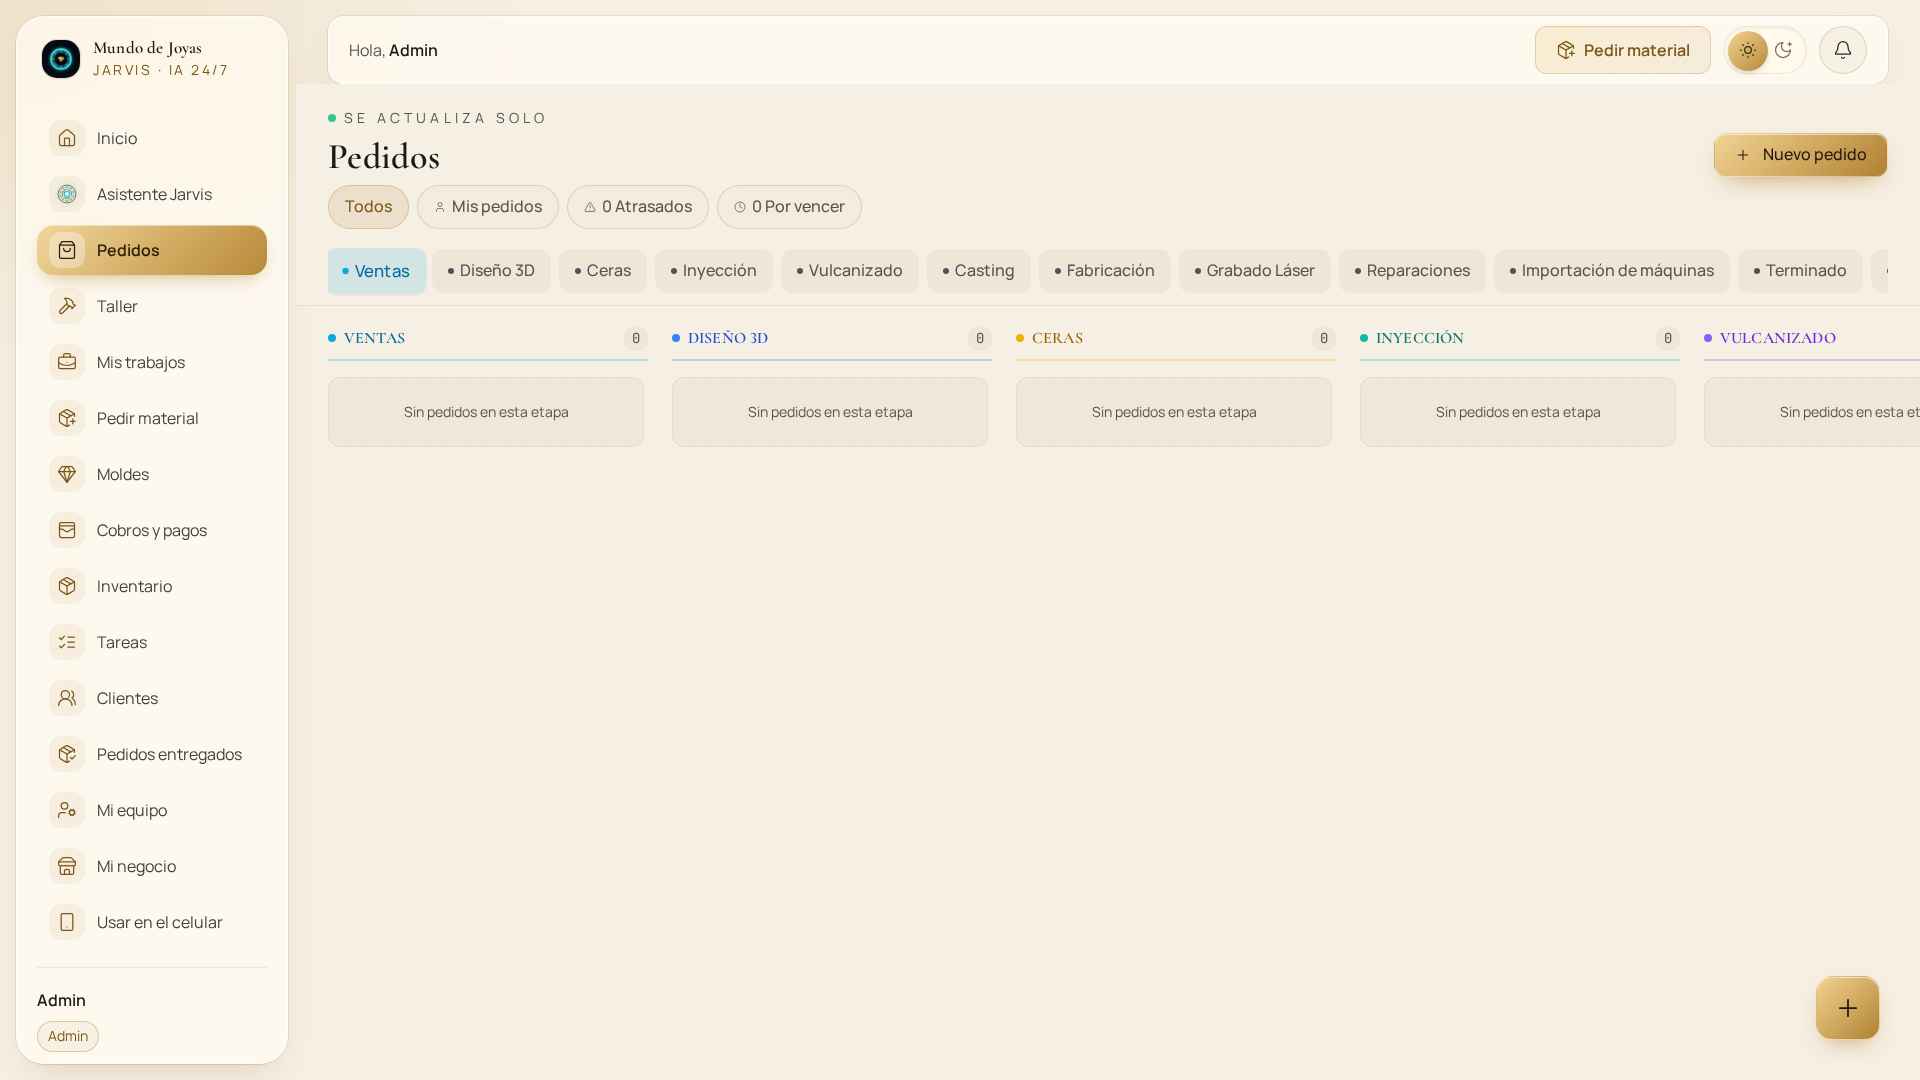 Mundo de Joyas
JARVIS · IA 24/7
Inicio
Asistente Jarvis
Pedidos
Taller
Mis trabajos
Pedir material
Moldes
Cobros y pagos
Inventario
Tareas
Clientes
Pedidos entregados
Mi equipo
Mi negocio
Usar en el celular
Admin
Admin
Hola, Admin
Pedir material
SE ACTUALIZA SOLO
Pedidos
Nuevo pedido
Todos
Mis pedidos
0 Atrasados
0 Por vencer
Ventas
Diseño 3D
Ceras
Inyección
Vulcanizado
Casting
Fabricación
Grabado Láser
Reparaciones
Importación de máquinas
Terminado
VENTAS 0
DISEÑO 3D 0
CERAS 0
INYECCIÓN 0
VULCANIZADO
Sin pedidos en esta etapa
Sin pedidos en esta etapa
Sin pedidos en esta etapa
Sin pedidos en esta etapa
Sin pedidos en esta et